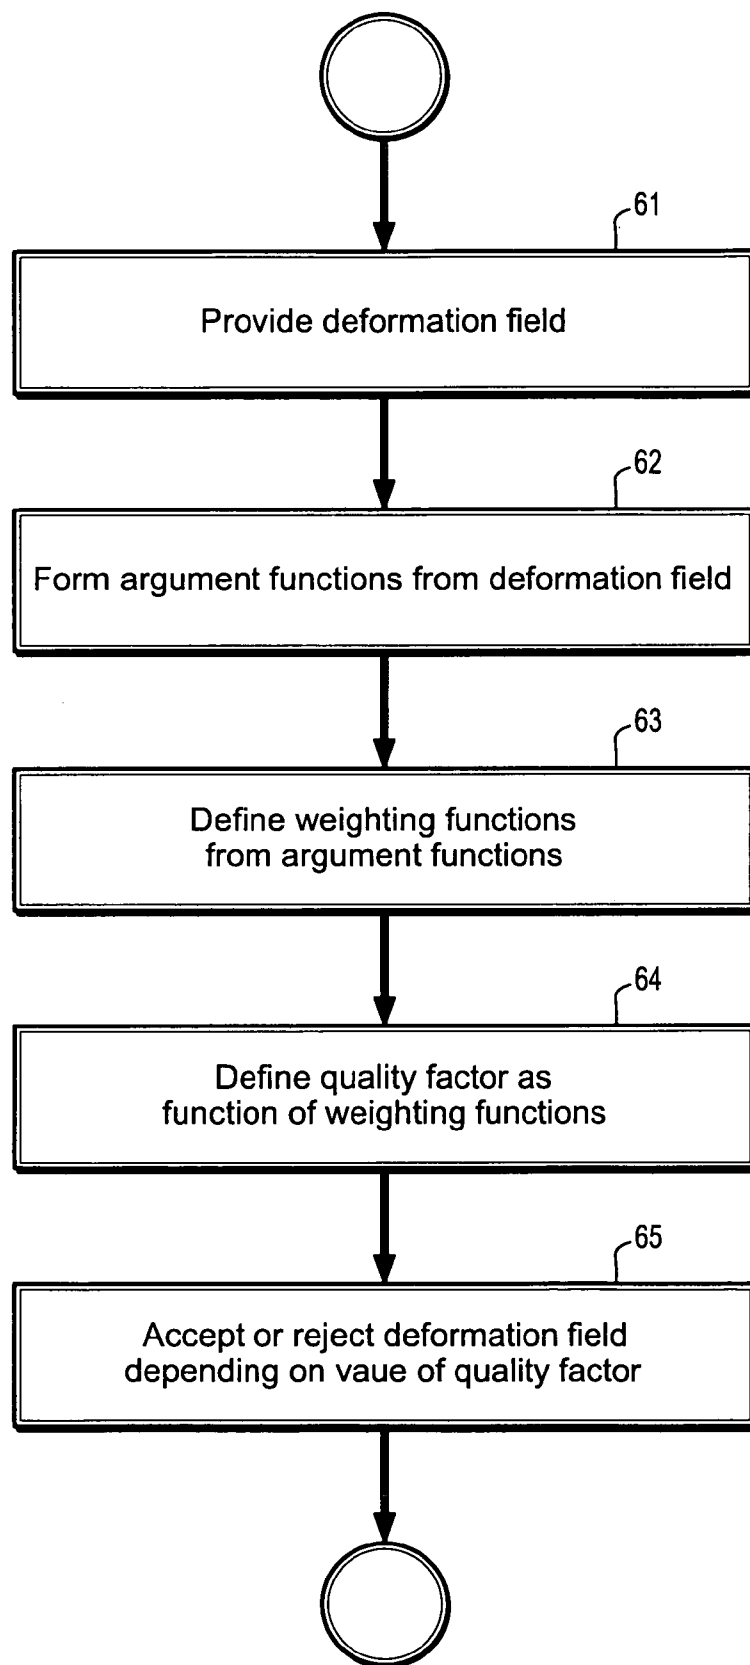 61
Provide deformation field
62
Form argument functions from deformation field
63
Define weighting functions
from argument functions
64
Define quality factor as
function of weighting functions
65
Accept or reject deformation field
depending on vaue of quality factor